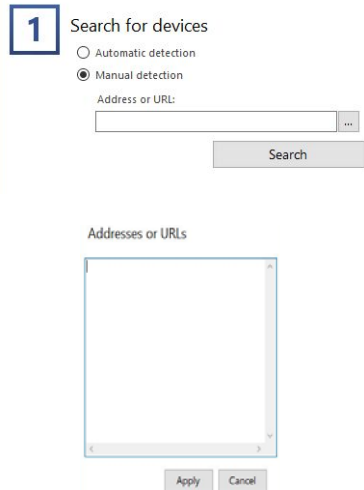 1
Search for devices
Automatic detection
Manual detection
Address or URL:
...
Search
Addresses or URLs
Apply Cancel